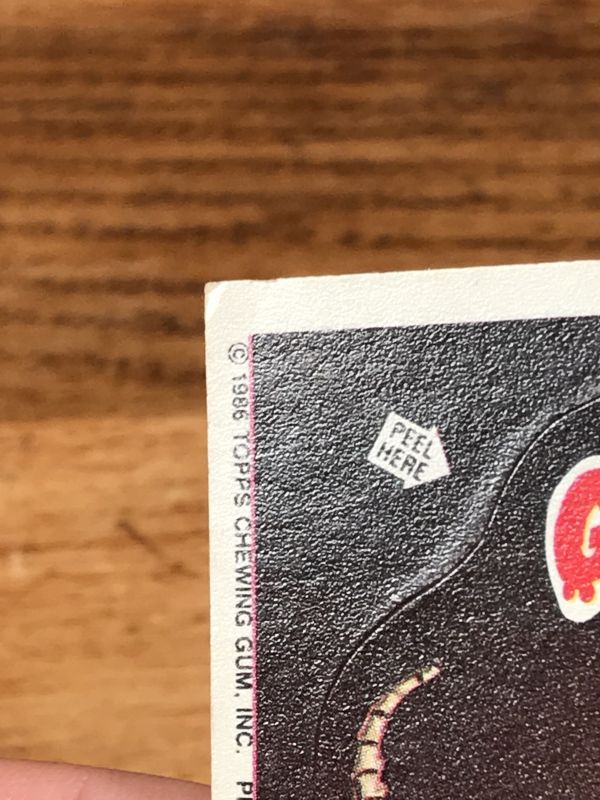 © 1986 TOPPS CHEWING GUM, INC.
PEEL
HERE
G